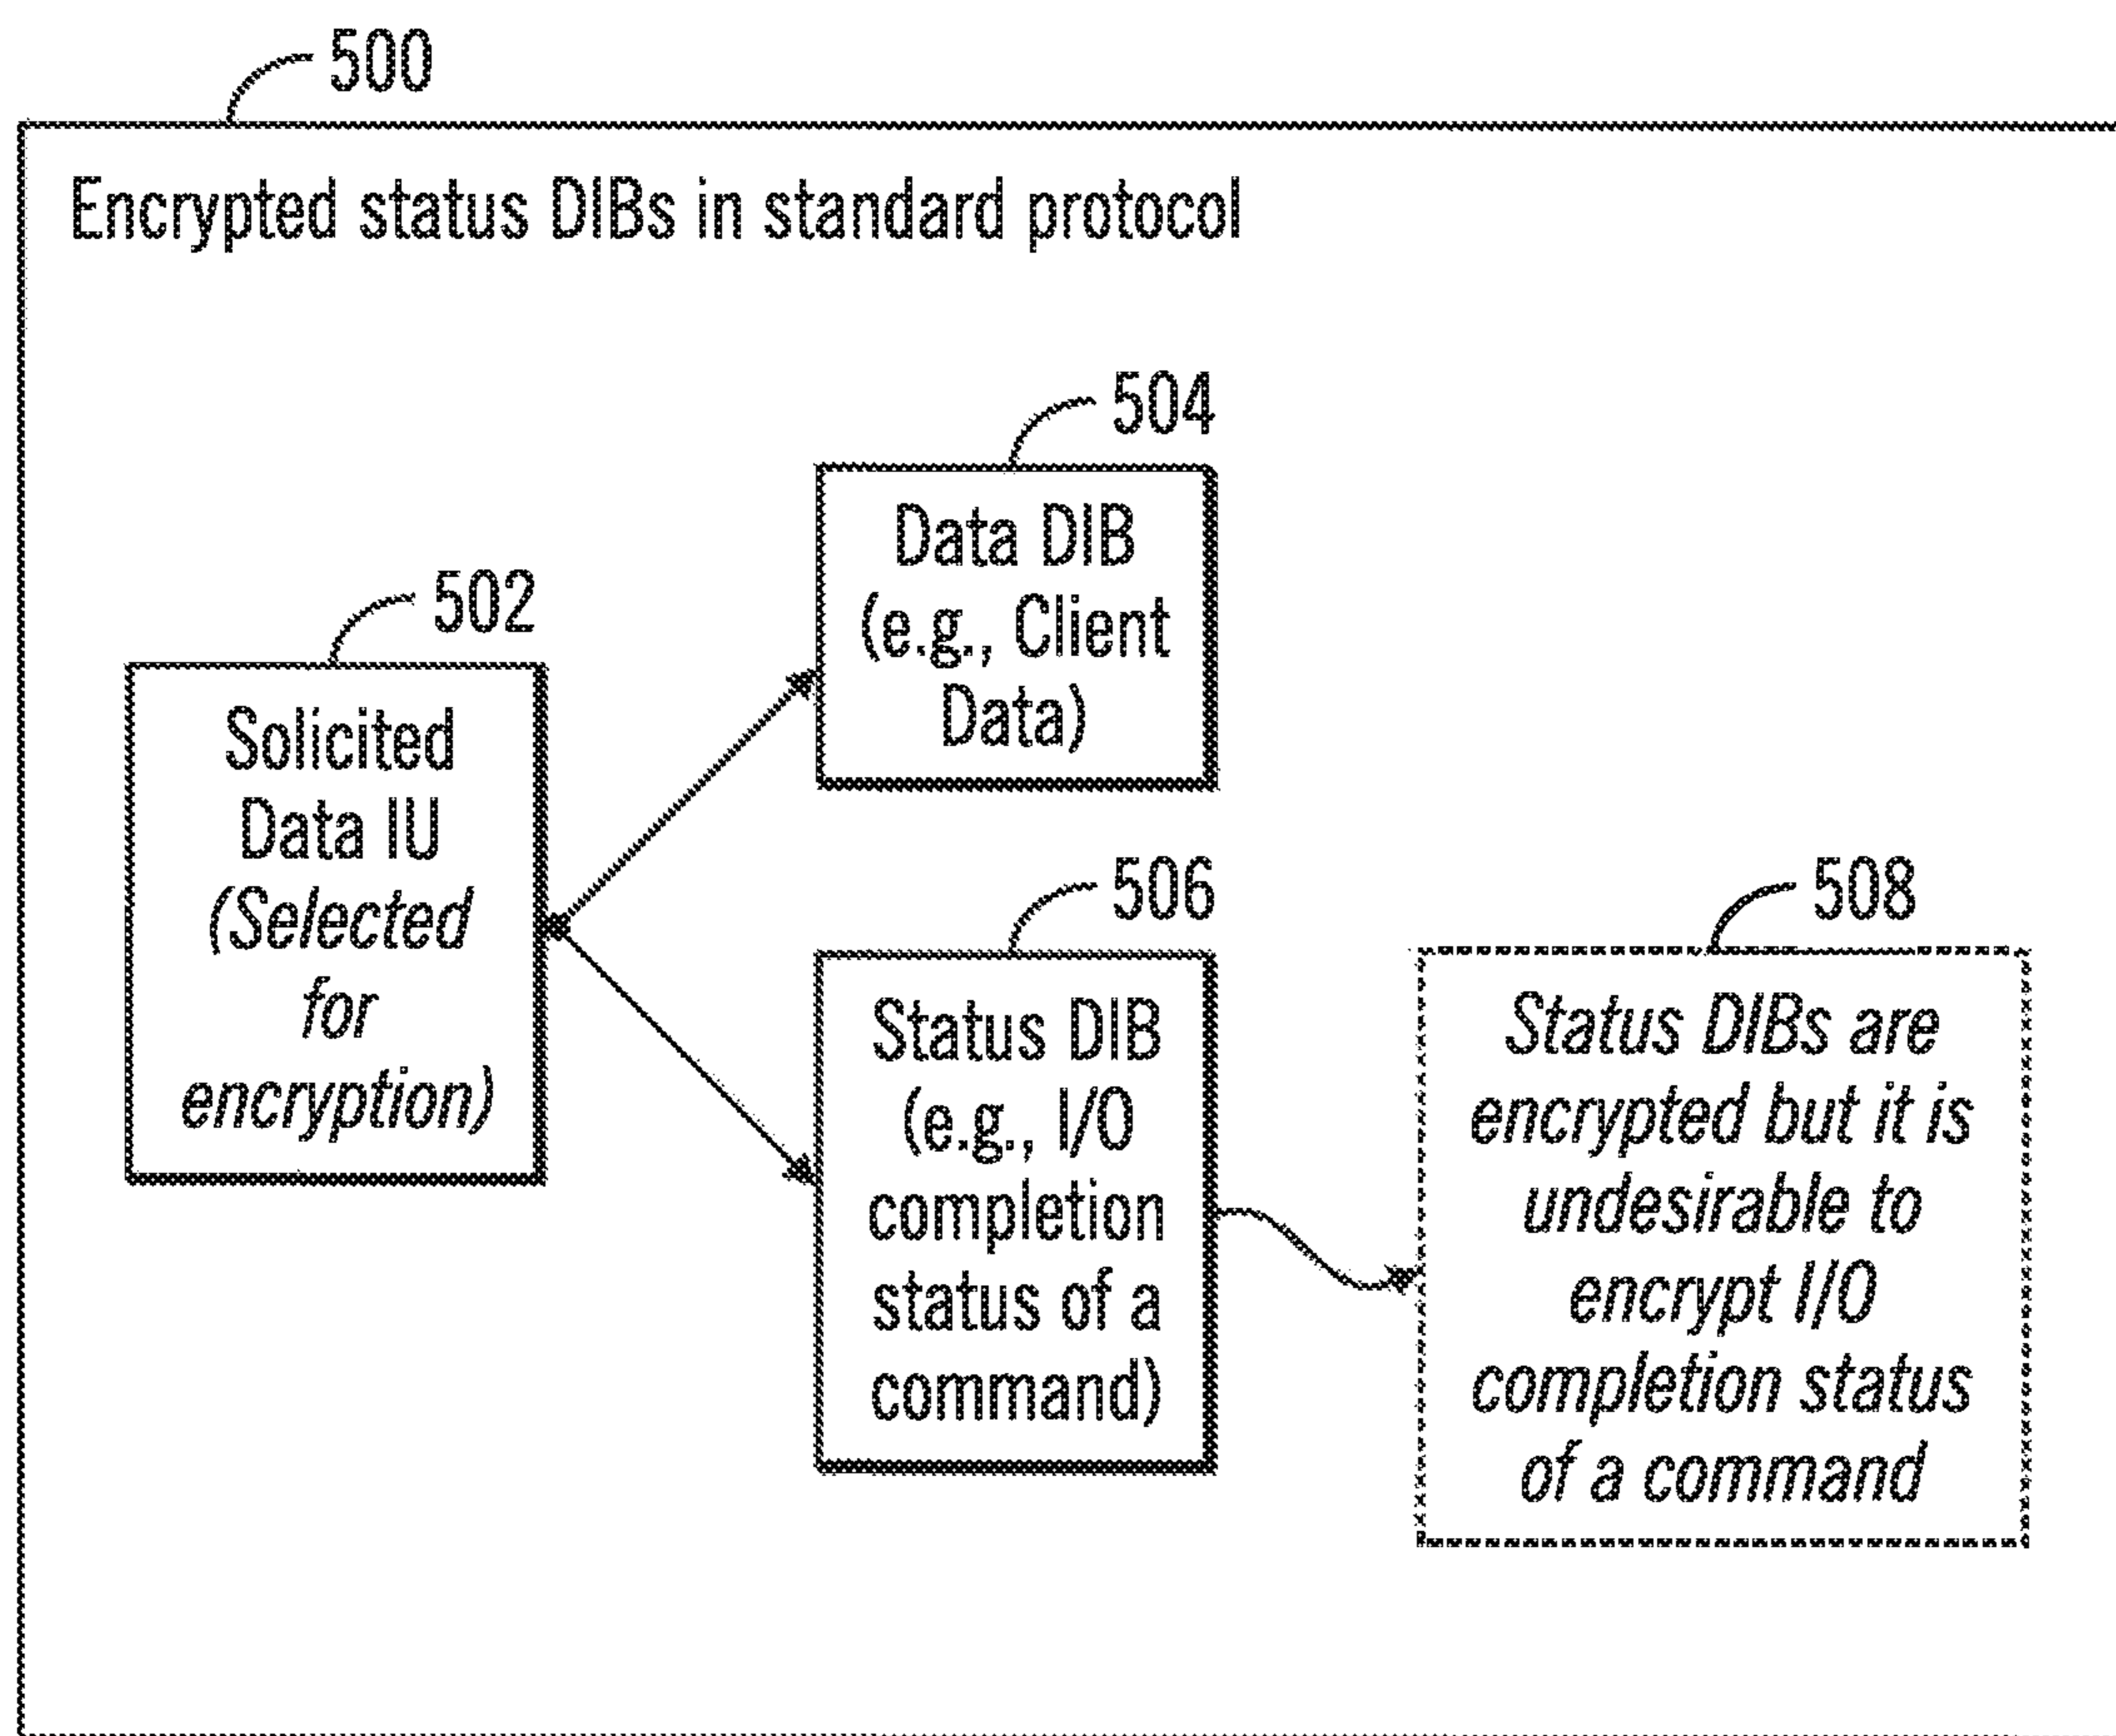 500
Encrypted status DIBs in standard protocol
504
Data DIB
(e.g., Client
Data)
502
Solicited
Data IU
(Selected
for
encryption)
506
Status DIB
(e.g., I/O
completion
status of a
command)
508
Status DIBs are
encrypted but it is
undesirable to
encrypt I/O
completion status
of a command